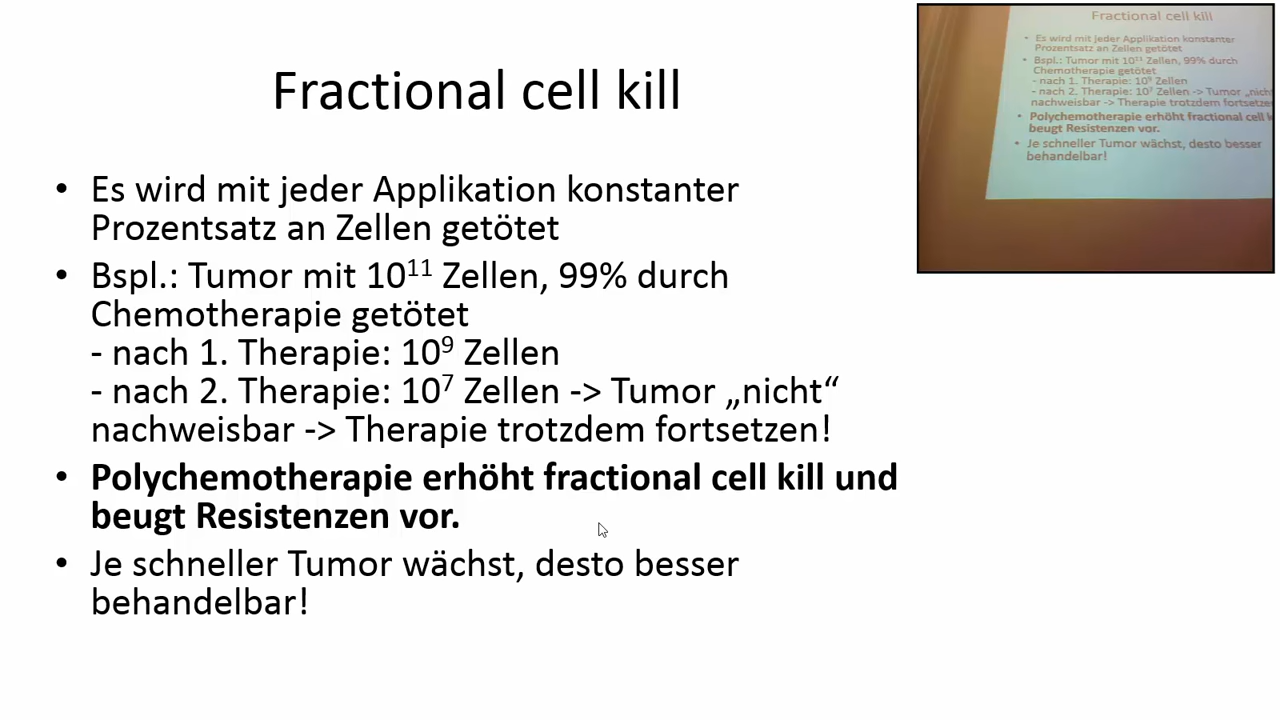 Fractional cell kill
• Es wird mit jeder Applikation konstanter
Prozentsatz an Zellen getötet
• Bspl.: Tumor mit 10¹¹ Zellen, 99% durch
Chemotherapie getötet
- nach 1. Therapie: 10⁹ Zellen
- nach 2. Therapie: 10⁷ Zellen -> Tumor „nicht“
nachweisbar -> Therapie trotzdem fortsetzen!
• Polychemotherapie erhöht fractional cell kill und
beugt Resistenzen vor.
• Je schneller Tumor wächst, desto besser
behandelbar!
Fractional cell kill
• Es wird mit jeder Applikation konstanter
Prozentsatz an Zellen getötet
• Bspl.: Tumor mit 10¹¹ Zellen, 99% durch
Chemotherapie getötet
- nach 1. Therapie: 10⁹ Zellen
- nach 2. Therapie: 10⁷ Zellen -> Tumor „nich
nachweisbar -> Therapie trotzdem fortsetze
• Polychemotherapie erhöht fractional cell k
beugt Resistenzen vor.
• Je schneller Tumor wächst, desto besser
behandelbar!